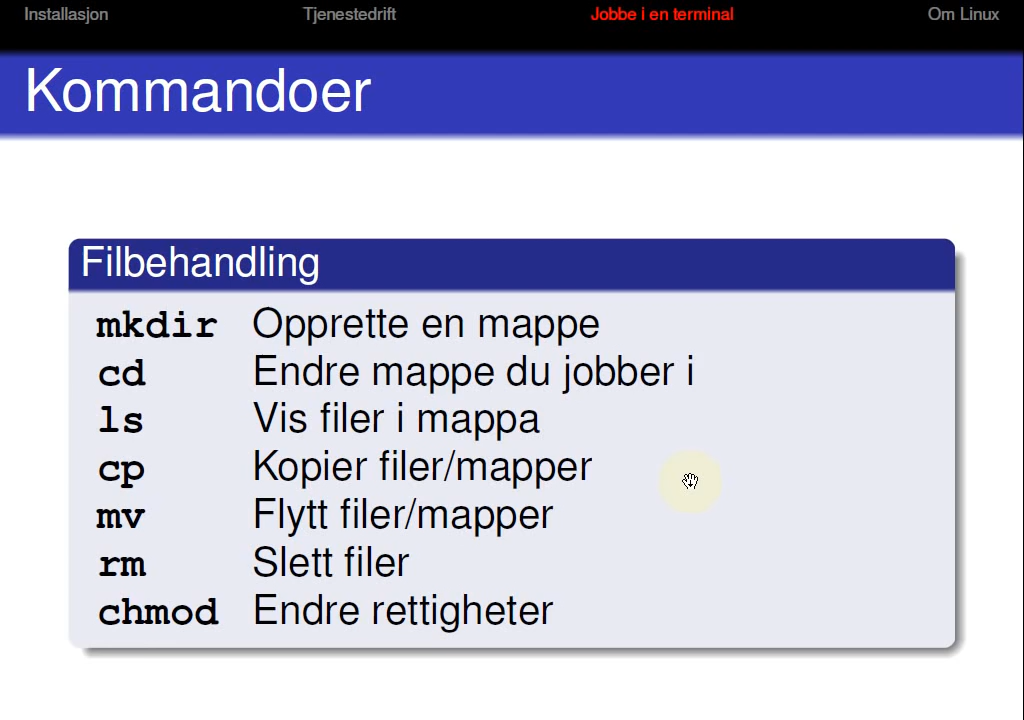 Installasjon Tjenestedrift Jobbe i en terminal Om Linux
Kommandoer
Filbehandling
mkdir Opprette en mappe
cd Endre mappe du jobber i
ls Vis filer i mappa
cp Kopier filer/mapper
mv Flytt filer/mapper
rm Slett filer
chmod Endre rettigheter